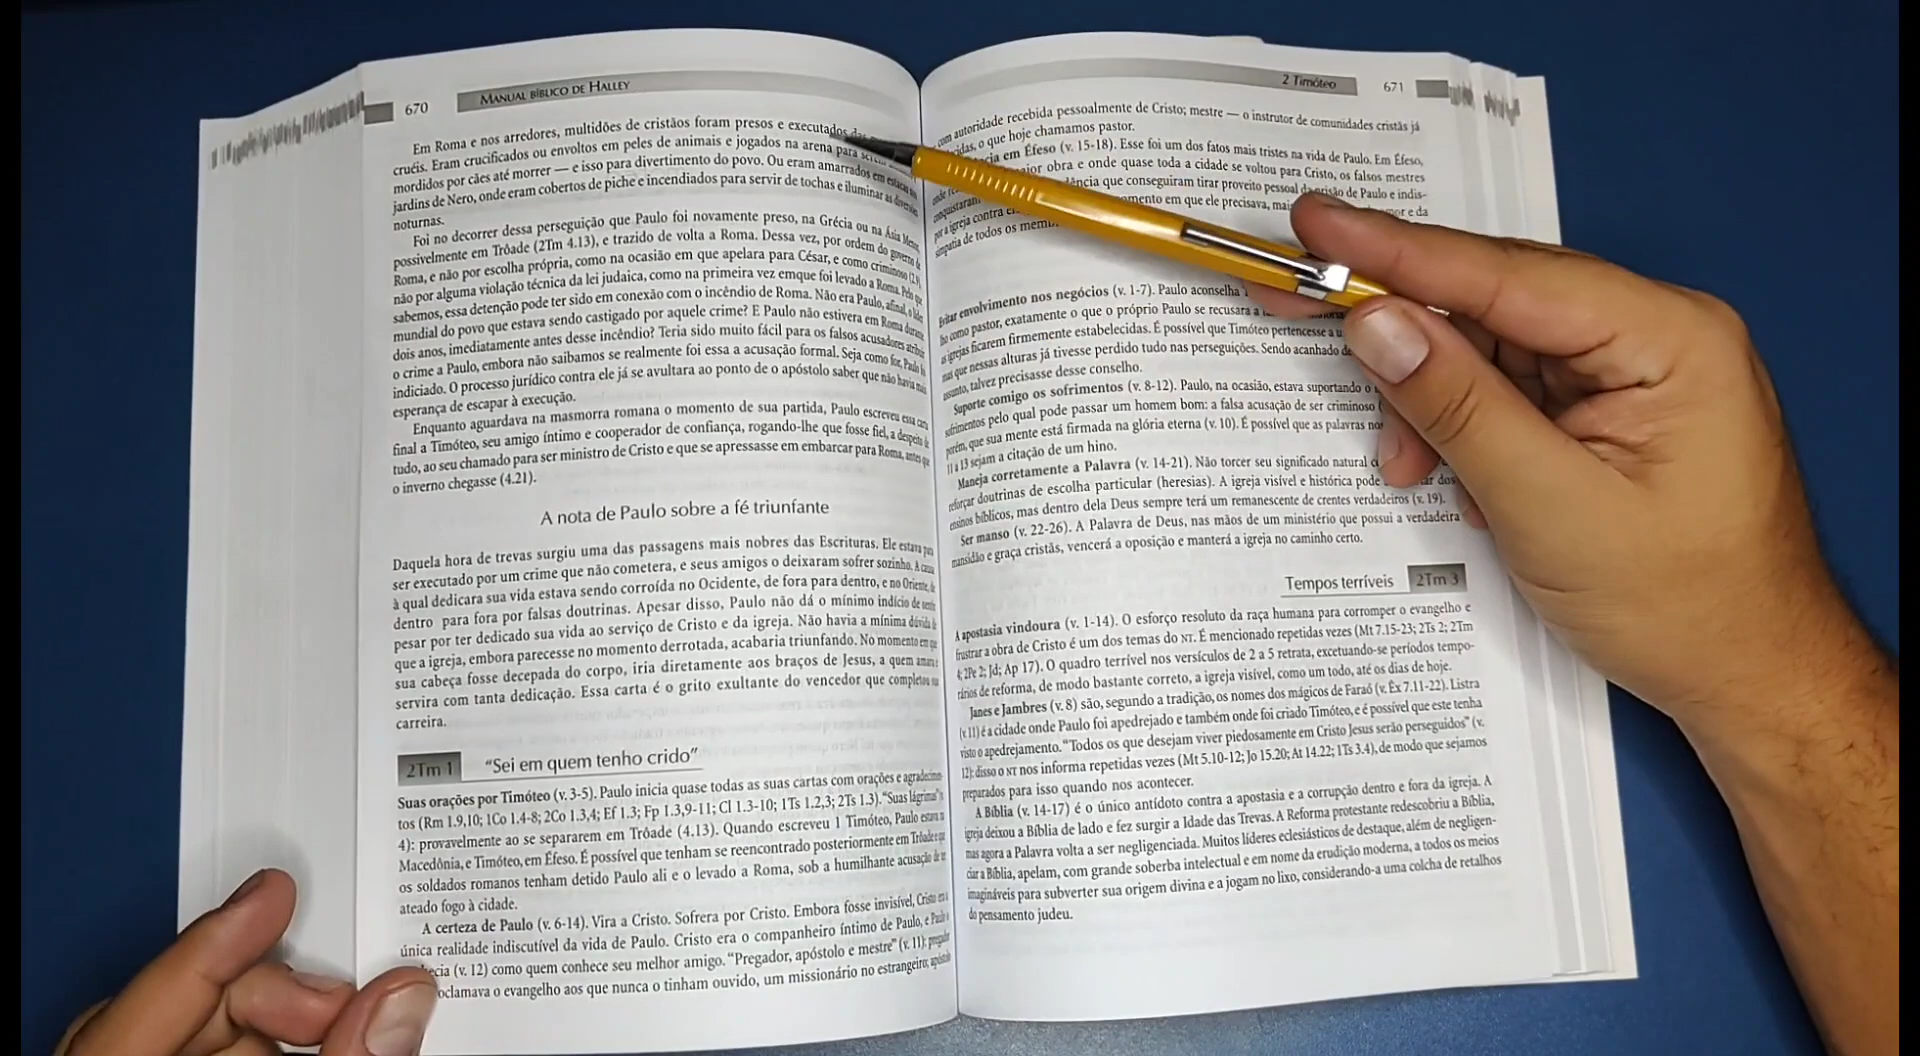 670
MANUAL BÍBLICO DE HALLEY
Em Roma e nos arredores, multidões de cristãos foram presos e executados das
cruéis. Eram crucificados ou envoltos em peles de animais e jogados na arena para
mordidos por cães até morrer — e isso para divertimento do povo. Ou eram amarrados em estacas
jardins de Nero, onde eram cobertos de piche e incendiados para servir de tochas e iluminar as diversões
noturnas.
Foi no decorrer dessa perseguição que Paulo foi novamente preso, na Grécia ou na Ásia Menor,
possivelmente em Trôade (2Tm 4.13), e trazido de volta a Roma. Dessa vez, por ordem do governo de
Roma, e não por escolha própria, como na ocasião em que apelara para César, e como criminoso (2.9),
não por alguma violação técnica da lei judaica, como na primeira vez emque foi levado a Roma. Pelo que
sabemos, essa detenção pode ter sido em conexão com o incêndio de Roma. Não era Paulo, afinal, o líder
mundial do povo que estava sendo castigado por aquele crime? E Paulo não estivera em Roma durante
dois anos, imediatamente antes desse incêndio? Teria sido muito fácil para os falsos acusadores atribuir
o crime a Paulo, embora não saibamos se realmente foi essa a acusação formal. Seja como for, Paulo foi
indiciado. O processo jurídico contra ele já se avultara ao ponto de o apóstolo saber que não havia mais
esperança de escapar à execução.
Enquanto aguardava na masmorra romana o momento de sua partida, Paulo escreveu essa carta
final a Timóteo, seu amigo íntimo e cooperador de confiança, rogando-lhe que fosse fiel, a despeito de
tudo, ao seu chamado para ser ministro de Cristo e que se apressasse em embarcar para Roma, antes que
o inverno chegasse (4.21).
A nota de Paulo sobre a fé triunfante
Daquela hora de trevas surgiu uma das passagens mais nobres das Escrituras. Ele estava para
ser executado por um crime que não cometera, e seus amigos o deixaram sofrer sozinho. A causa
à qual dedicara sua vida estava sendo corroída no Ocidente, de fora para dentro, e no Oriente, de
dentro para fora por falsas doutrinas. Apesar disso, Paulo não dá o mínimo indício de sentir
pesar por ter dedicado sua vida ao serviço de Cristo e da igreja. Não havia a mínima dúvida de
que a igreja, embora parecesse no momento derrotada, acabaria triunfando. No momento em que
sua cabeça fosse decepada do corpo, iria diretamente aos braços de Jesus, a quem amara e
servira com tanta dedicação. Essa carta é o grito exultante do vencedor que completou sua
carreira.
2Tm 1 “Sei em quem tenho crido”
Suas orações por Timóteo (v. 3-5). Paulo inicia quase todas as suas cartas com orações e agradecimen-
tos (Rm 1.9,10; 1Co 1.4-8; 2Co 1.3,4; Ef 1.3; Fp 1.3,9-11; Cl 1.3-10; 1Ts 1.2,3; 2Ts 1.3). “Suas lágrimas”
4): provavelmente ao se separarem em Trôade (4.13). Quando escreveu 1 Timóteo, Paulo estava
Macedônia, e Timóteo, em Éfeso. É possível que tenham se reencontrado posteriormente em Trôade e que
os soldados romanos tenham detido Paulo ali e o levado a Roma, sob a humilhante acusação de ter
ateado fogo à cidade.
A certeza de Paulo (v. 6-14). Vira a Cristo. Sofrera por Cristo. Embora fosse invisível, Cristo era a
única realidade indiscutível da vida de Paulo. Cristo era o companheiro íntimo de Paulo, e Paulo
(v. 12) como quem conhece seu melhor amigo. “Pregador, apóstolo e mestre” (v. 11): pregador
o evangelho aos que nunca o tinham ouvido, um missionário no estrangeiro; apóstolo
2 Timóteo
671
com autoridade recebida pessoalmente de Cristo; mestre — o instrutor de comunidades cristãs já
o que hoje chamamos pastor.
em Éfeso (v. 15-18). Esse foi um dos fatos mais tristes na vida de Paulo. Em Éfeso,
onde obra e onde quase toda a cidade se voltou para Cristo, os falsos mestres
conquistaram que conseguiram tirar proveito pessoal da prisão de Paulo e indis-
por a igreja contra em que ele precisava, mais e da
simpatia de todos os
Evitar envolvimento nos negócios (v. 1-7). Paulo aconselha
lho como pastor, exatamente o que o próprio Paulo se recusara a
as igrejas ficarem firmemente estabelecidas. É possível que Timóteo pertencesse a
mas que nessas alturas já tivesse perdido tudo nas perseguições. Sendo acanhado de
assunto, talvez precisasse desse conselho.
Suporte comigo os sofrimentos (v. 8-12). Paulo, na ocasião, estava suportando o
sofrimentos pelo qual pode passar um homem bom: a falsa acusação de ser criminoso
porém, que sua mente está firmada na glória eterna (v. 10). É possível que as palavras
11 a 13 sejam a citação de um hino.
Maneja corretamente a Palavra (v. 14-21). Não torcer seu significado natural
reforçar doutrinas de escolha particular (heresias). A igreja visível e histórica pode dos
ensinos bíblicos, mas dentro dela Deus sempre terá um remanescente de crentes verdadeiros (v. 19).
Ser manso (v. 22-26). A Palavra de Deus, nas mãos de um ministério que possui a verdadeira
mansidão e graça cristãs, vencerá a oposição e manterá a igreja no caminho certo.
Tempos terríveis 2Tm 3
A apostasia vindoura (v. 1-14). O esforço resoluto da raça humana para corromper o evangelho e
frustrar a obra de Cristo é um dos temas do NT. É mencionado repetidas vezes (Mt 7.15-23; 2Ts 2; 2Tm
4; 2Pe 2; Jd; Ap 17). O quadro terrível nos versículos de 2 a 5 retrata, excetuando-se períodos tempo-
rários de reforma, de modo bastante correto, a igreja visível, como um todo, até os dias de hoje.
Janes e Jambres (v. 8) são, segundo a tradição, os nomes dos mágicos de Faraó (v. Êx 7.11-22). Listra
(v. 11) é a cidade onde Paulo foi apedrejado e também onde foi criado Timóteo, e é possível que este tenha
visto o apedrejamento. “Todos os que desejam viver piedosamente em Cristo Jesus serão perseguidos” (v.
12): disso o NT nos informa repetidas vezes (Mt 5.10-12; Jo 15.20; At 14.22; 1Ts 3.4), de modo que sejamos
preparados para isso quando nos acontecer.
A Bíblia (v. 14-17) é o único antídoto contra a apostasia e a corrupção dentro e fora da igreja. A
igreja deixou a Bíblia de lado e fez surgir a Idade das Trevas. A Reforma protestante redescobriu a Bíblia,
mas agora a Palavra volta a ser negligenciada. Muitos líderes eclesiásticos de destaque, além de negligen-
ciar a Bíblia, apelam, com grande soberba intelectual e em nome da erudição moderna, a todos os meios
imagináveis para subverter sua origem divina e a jogam no lixo, considerando-a uma colcha de retalhos
do pensamento judeu.